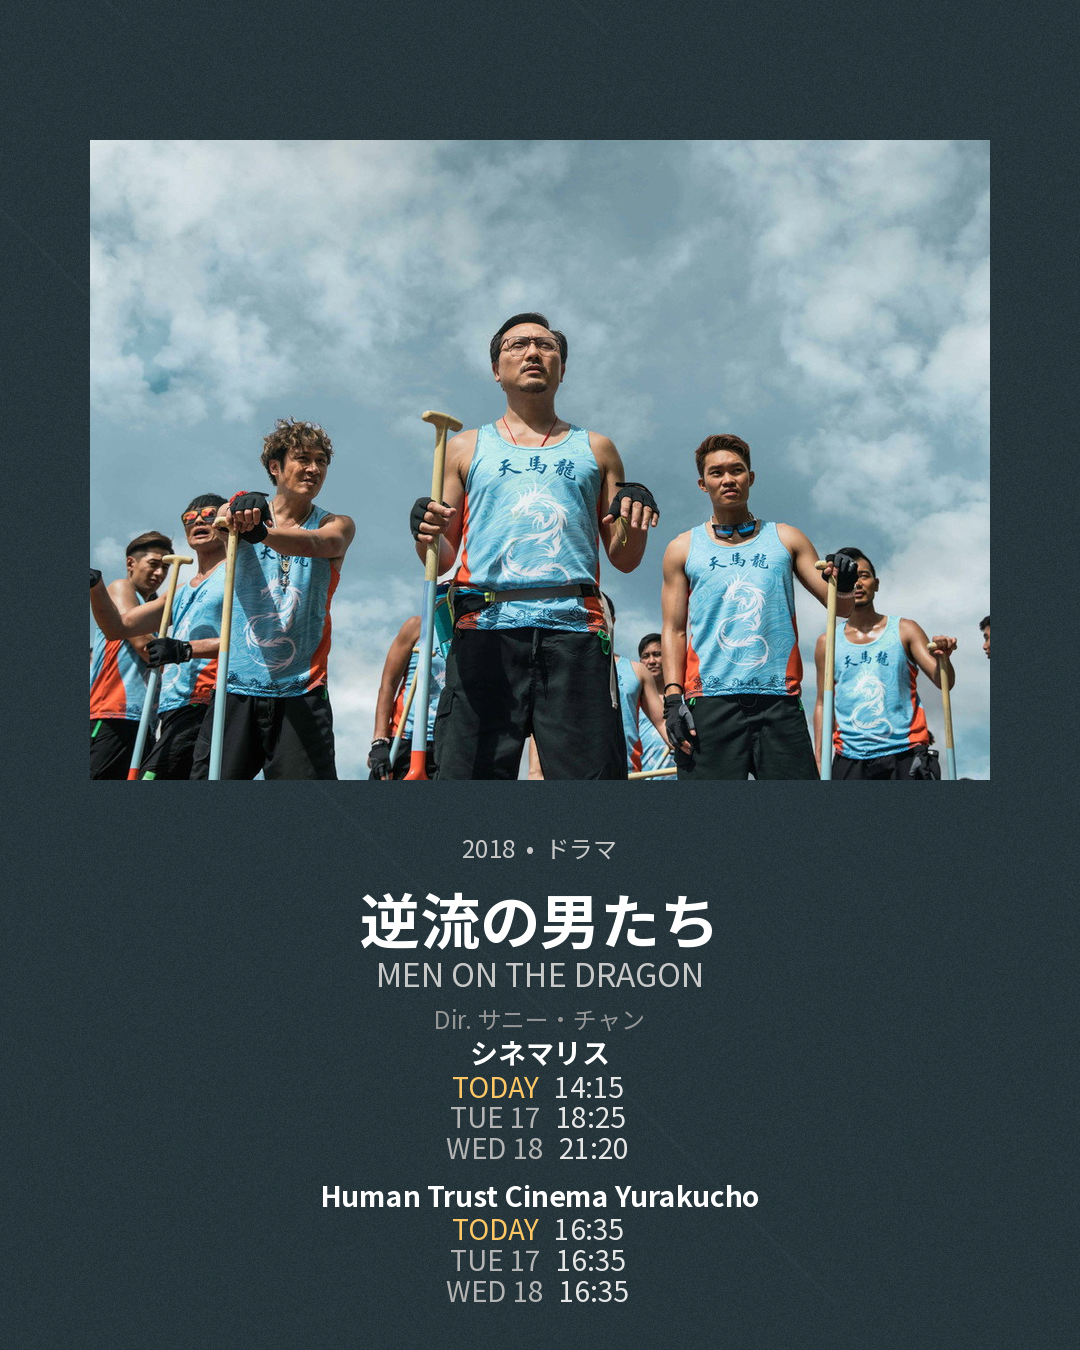 天馬龍
天馬龍
天馬龍
2018 • ドラマ
逆流の男たち
MEN ON THE DRAGON
Dir. サニー・チャン
シネマリス
TODAY 14:15
TUE 17 18:25
WED 18 21:20
Human Trust Cinema Yurakucho
TODAY 16:35
TUE 17 16:35
WED 18 16:35